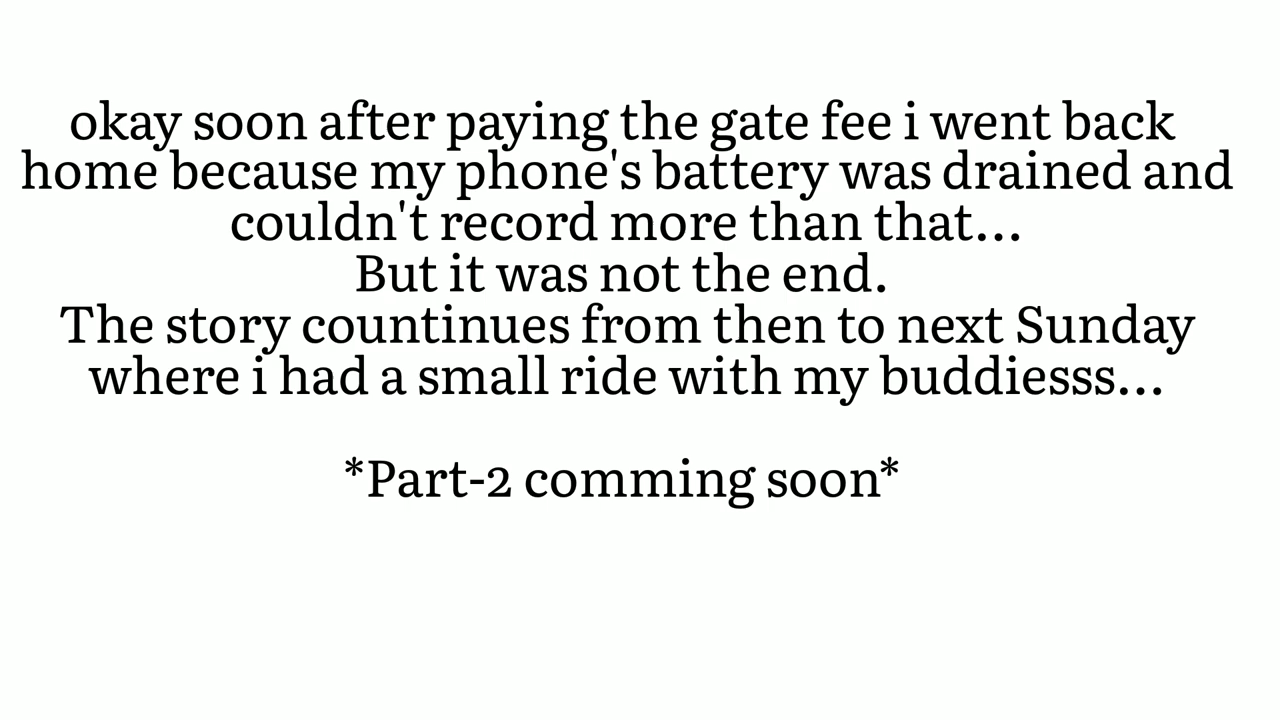 okay soon after paying the gate fee i went back
home because my phone's battery was drained and
couldn't record more than that...
But it was not the end.
The story countinues from then to next Sunday
where i had a small ride with my buddiesss...
*Part-2 comming soon*